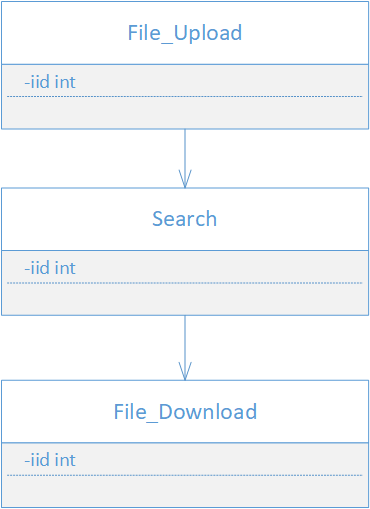 File_Upload
-iid int
Search
-iid int
File_Download
-iid int